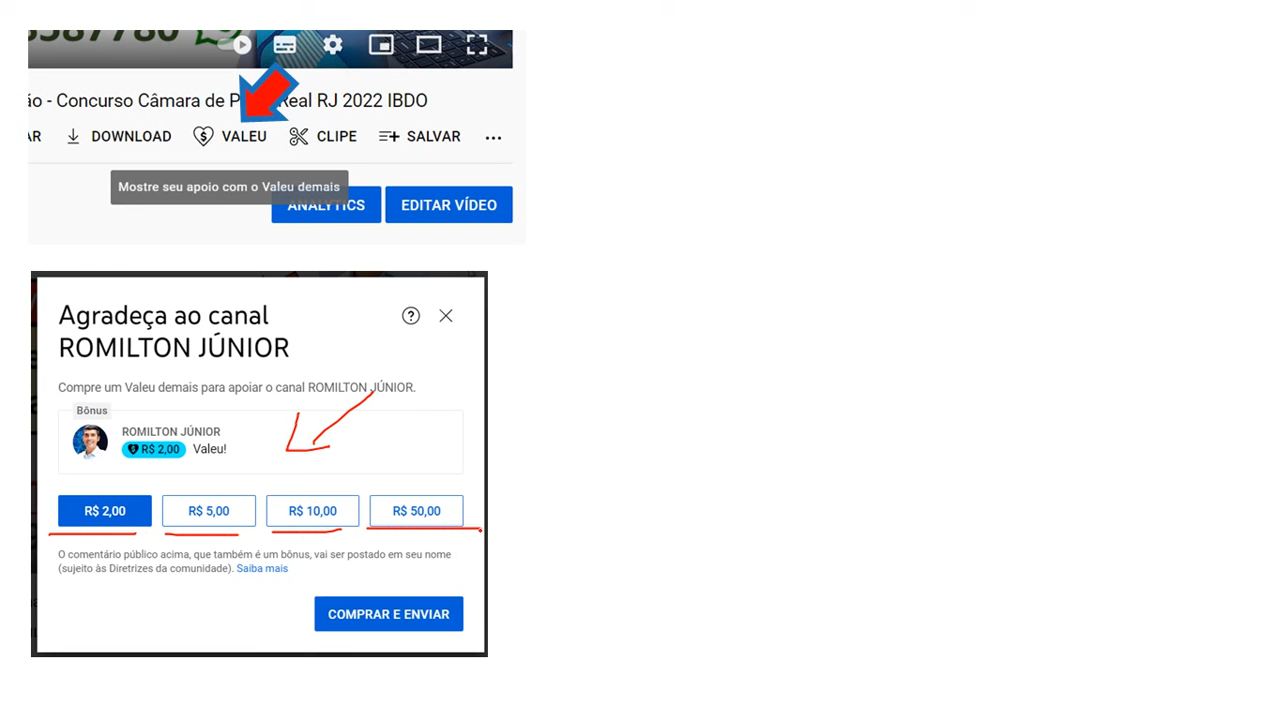 ão - Concurso Câmara de P Real RJ 2022 IBDO
AR DOWNLOAD VALEU CLIPE SALVAR ...
Mostre seu apoio com o Valeu demais
ANALYTICS EDITAR VÍDEO
Agradeça ao canal
ROMILTON JÚNIOR
Compre um Valeu demais para apoiar o canal ROMILTON JÚNIOR.
Bônus
ROMILTON JÚNIOR
R$ 2,00 Valeu!
R$ 2,00 R$ 5,00 R$ 10,00 R$ 50,00
O comentário público acima, que também é um bônus, vai ser postado em seu nome
(sujeito às Diretrizes da comunidade). Saiba mais
COMPRAR E ENVIAR